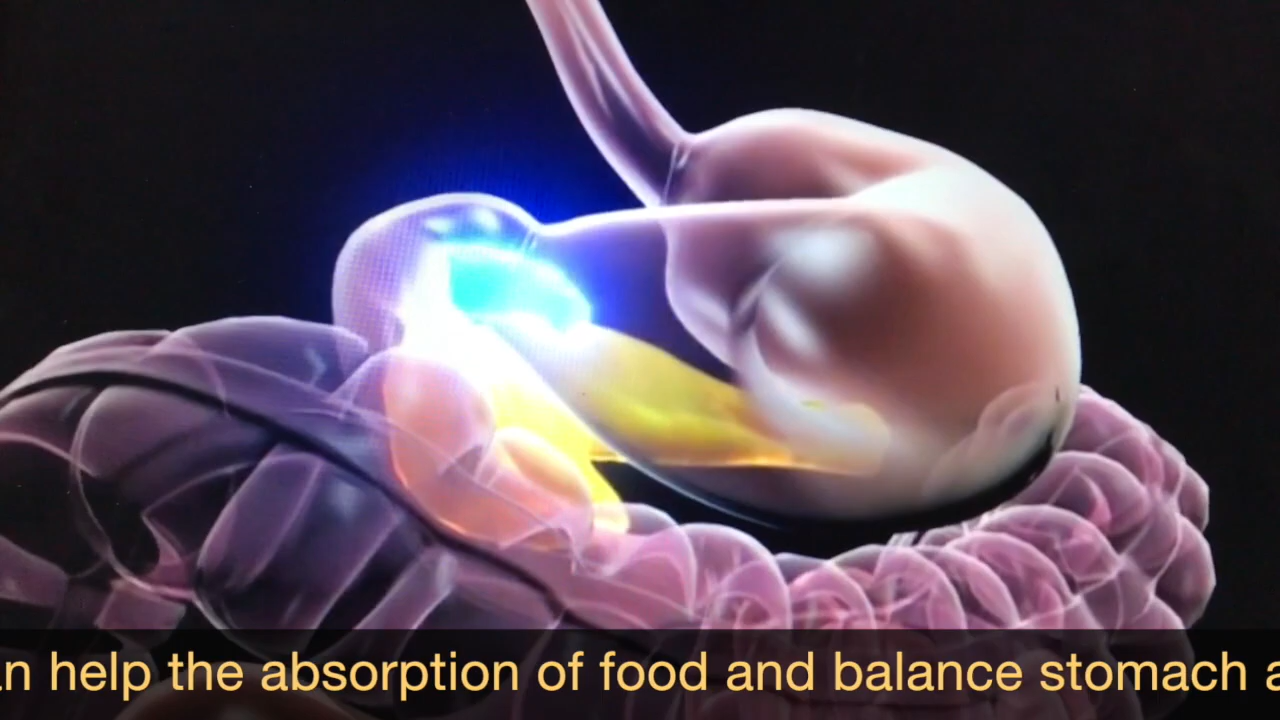 help the absorption of food and balance stomach